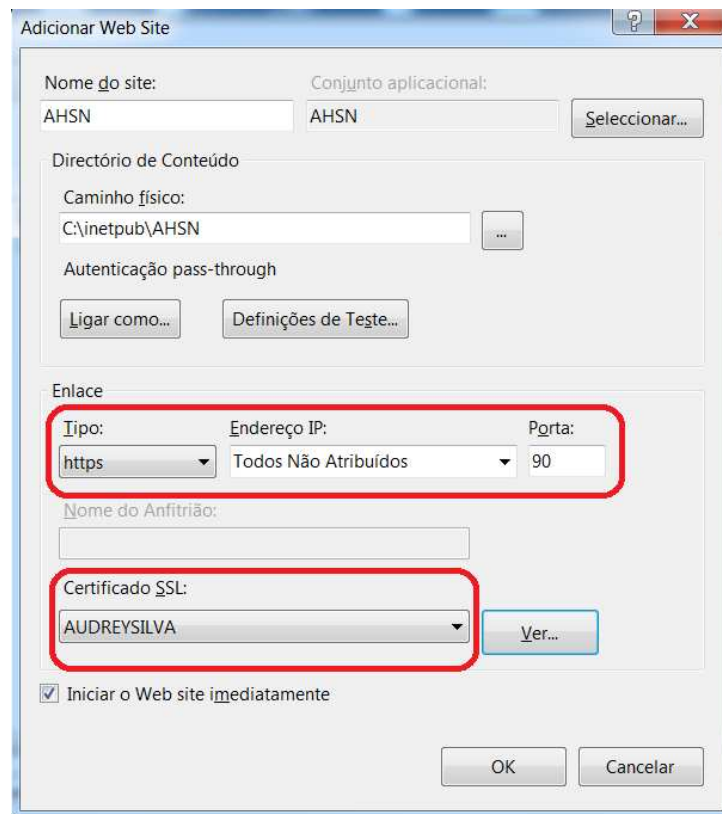 Adicionar Web Site
Nome do site: Conjunto aplicacional:
AHSN AHSN Seleccionar...
Directório de Conteúdo
Caminho físico:
C:\inetpub\AHSN ...
Autenticação pass-through
Ligar como... Definições de Teste...
Enlace
Tipo: Endereço IP: Porta:
https Todos Não Atribuídos 90
Nome do Anfitrião:
Certificado SSL:
AUDREYSILVA Ver...
Iniciar o Web site imediatamente
OK Cancelar